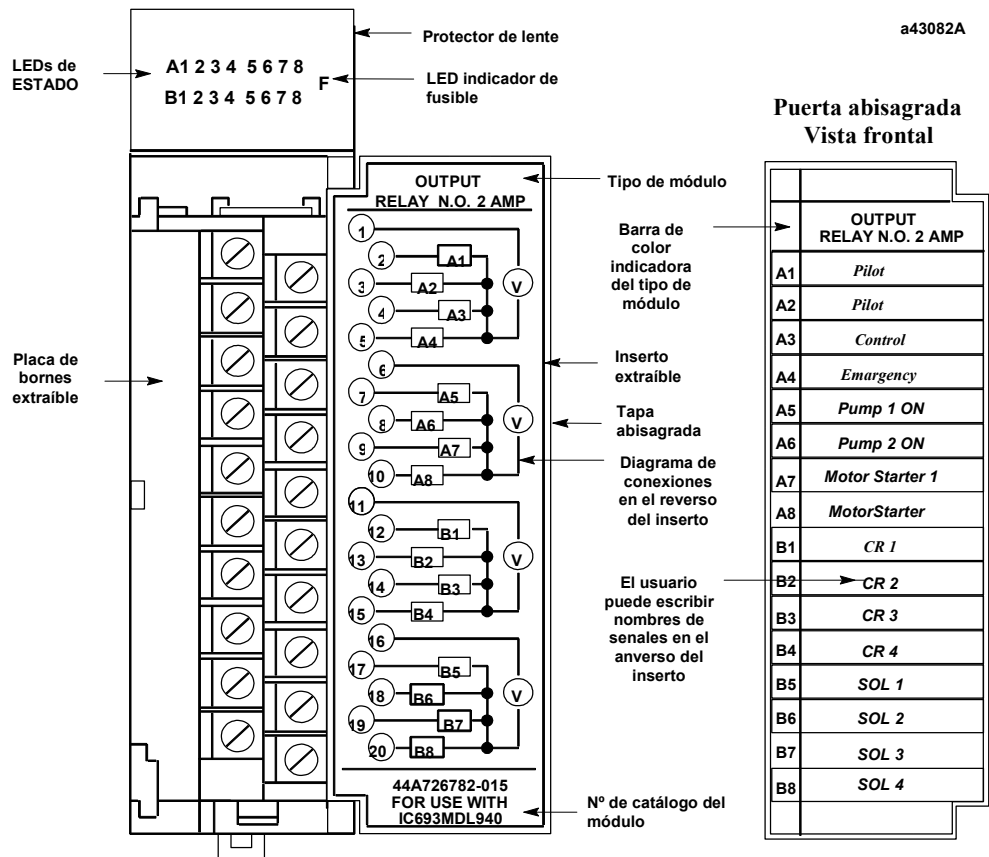 a43082A
Protector de lente
LEDs de
ESTADO
A1 2 3 4 5 6 7 8
B1 2 3 4 5 6 7 8
F
LED indicador de
fusible
Puerta abisagrada
Vista frontal
OUTPUT
RELAY N.O. 2 AMP
Tipo de módulo
1
2 A1
3 A2
V
4 A3
5 A4
6
7 A5
8 A6
V
9 A7
10 A8
11
12 B1
13 B2
V
14 B3
15 B4
16
17 B5
18 B6
V
19 B7
20 B8
44A726782-015
FOR USE WITH
IC693MDL940
Placa de
bornes
extraíble
Barra de
color
indicadora
del tipo de
módulo
Inserto
extraíble
Tapa
abisagrada
Diagrama de
conexiones
en el reverso
del inserto
El usuario
puede escribir
nombres de
senales en el
anverso del
inserto
Nº de catálogo del
módulo
OUTPUT
RELAY N.O. 2 AMP
A1 Pilot
A2 Pilot
A3 Control
A4 Emargency
A5 Pump 1 ON
A6 Pump 2 ON
A7 Motor Starter 1
A8 MotorStarter
B1 CR 1
B2 CR 2
B3 CR 3
B4 CR 4
B5 SOL 1
B6 SOL 2
B7 SOL 3
B8 SOL 4